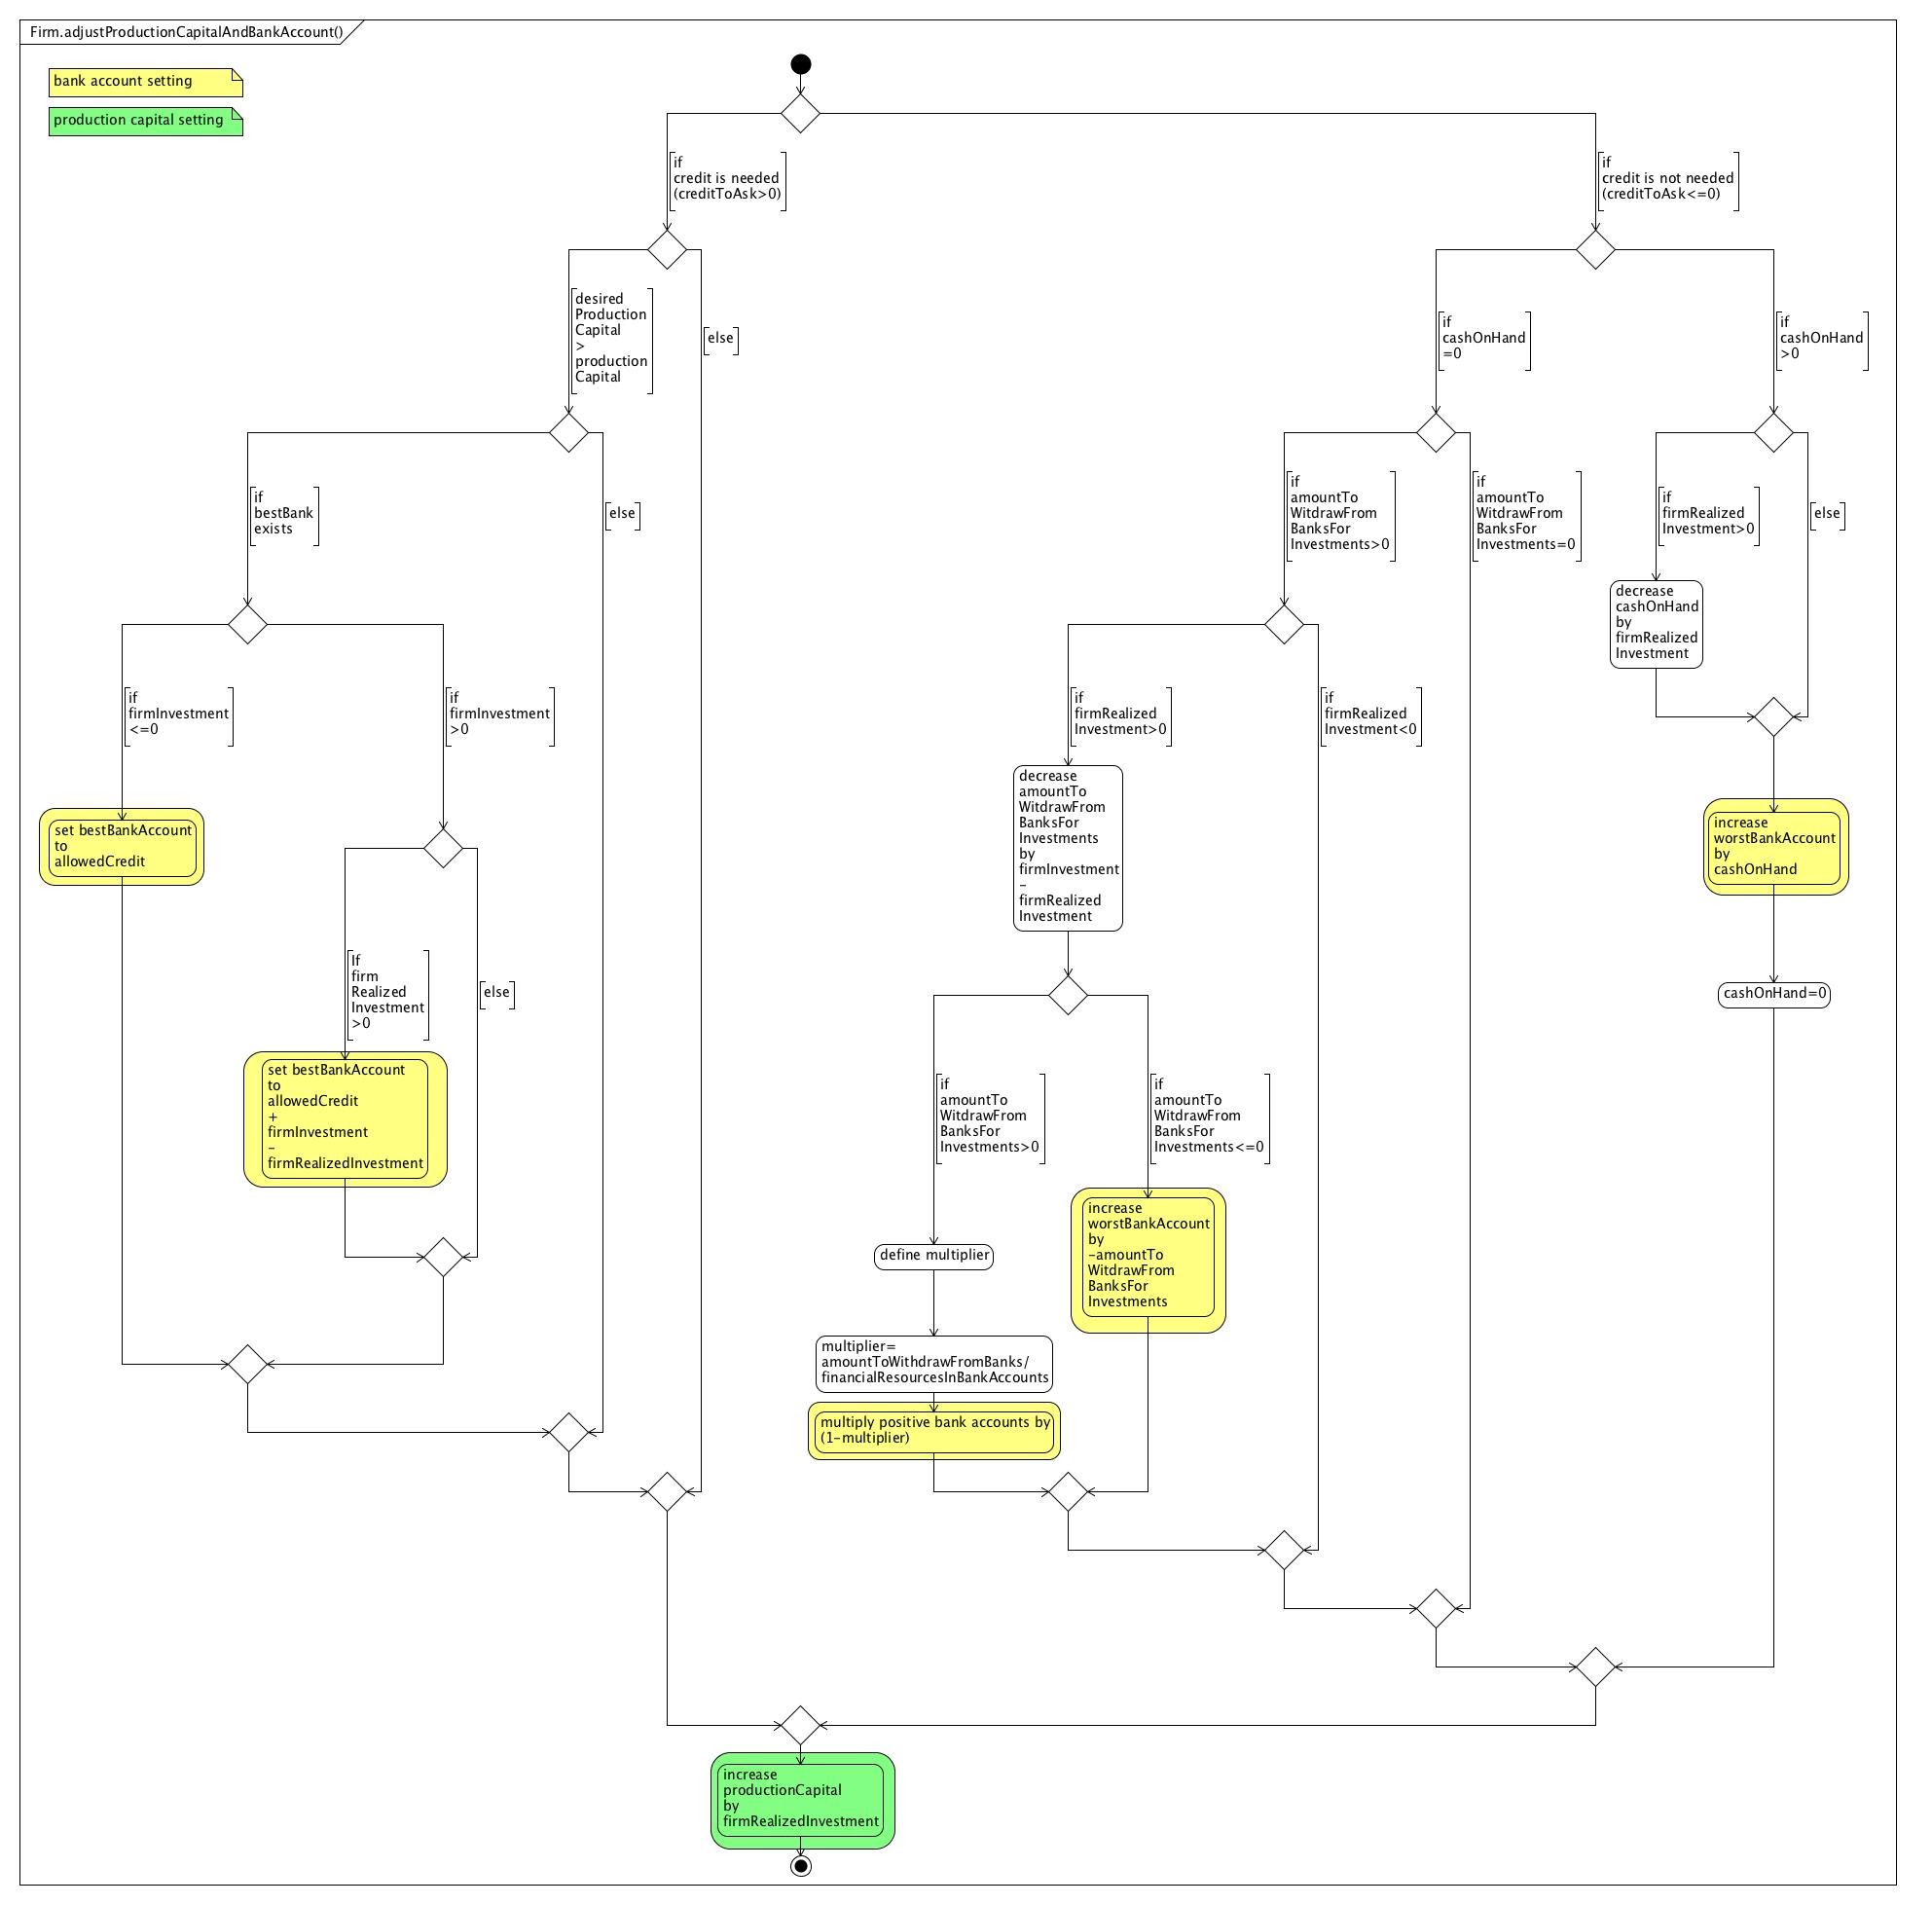 Firm.adjustProductionCapitalAndBankAccount()
bank account setting
production capital setting
if
credit is needed
(creditToAsk>0)
if
credit is not needed
(creditToAsk<=0)
desired
Production
Capital
>
production
Capital
else
if
cashOnHand
=0
if
cashOnHand
>0
if
bestBank
exists
else
if
amountTo
WitdrawFrom
BanksFor
Investments>0
if
amountTo
WitdrawFrom
BanksFor
Investments=0
if
firmRealized
Investment>0
else
decrease
cashOnHand
by
firmRealized
Investment
if
firmInvestment
<=0
if
firmInvestment
>0
if
firmRealized
Investment>0
if
firmRealized
Investment<0
set bestBankAccount
to
allowedCredit
decrease
amountTo
WitdrawFrom
BanksFor
Investments
by
firmInvestment
-
firmRealized
Investment
increase
worstBankAccount
by
cashOnHand
If
firm
Realized
Investment
>0
else
cashOnHand=0
set bestBankAccount
to
allowedCredit
+
firmInvestment
-
firmRealizedInvestment
if
amountTo
WitdrawFrom
BanksFor
Investments>0
if
amountTo
WitdrawFrom
BanksFor
Investments<=0
define multiplier
increase
worstBankAccount
by
-amountTo
WitdrawFrom
BanksFor
Investments
multiplier=
amountToWithdrawFromBanks/
financialResourcesInBankAccounts
multiply positive bank accounts by
(1-multiplier)
increase
productionCapital
by
firmRealizedInvestment